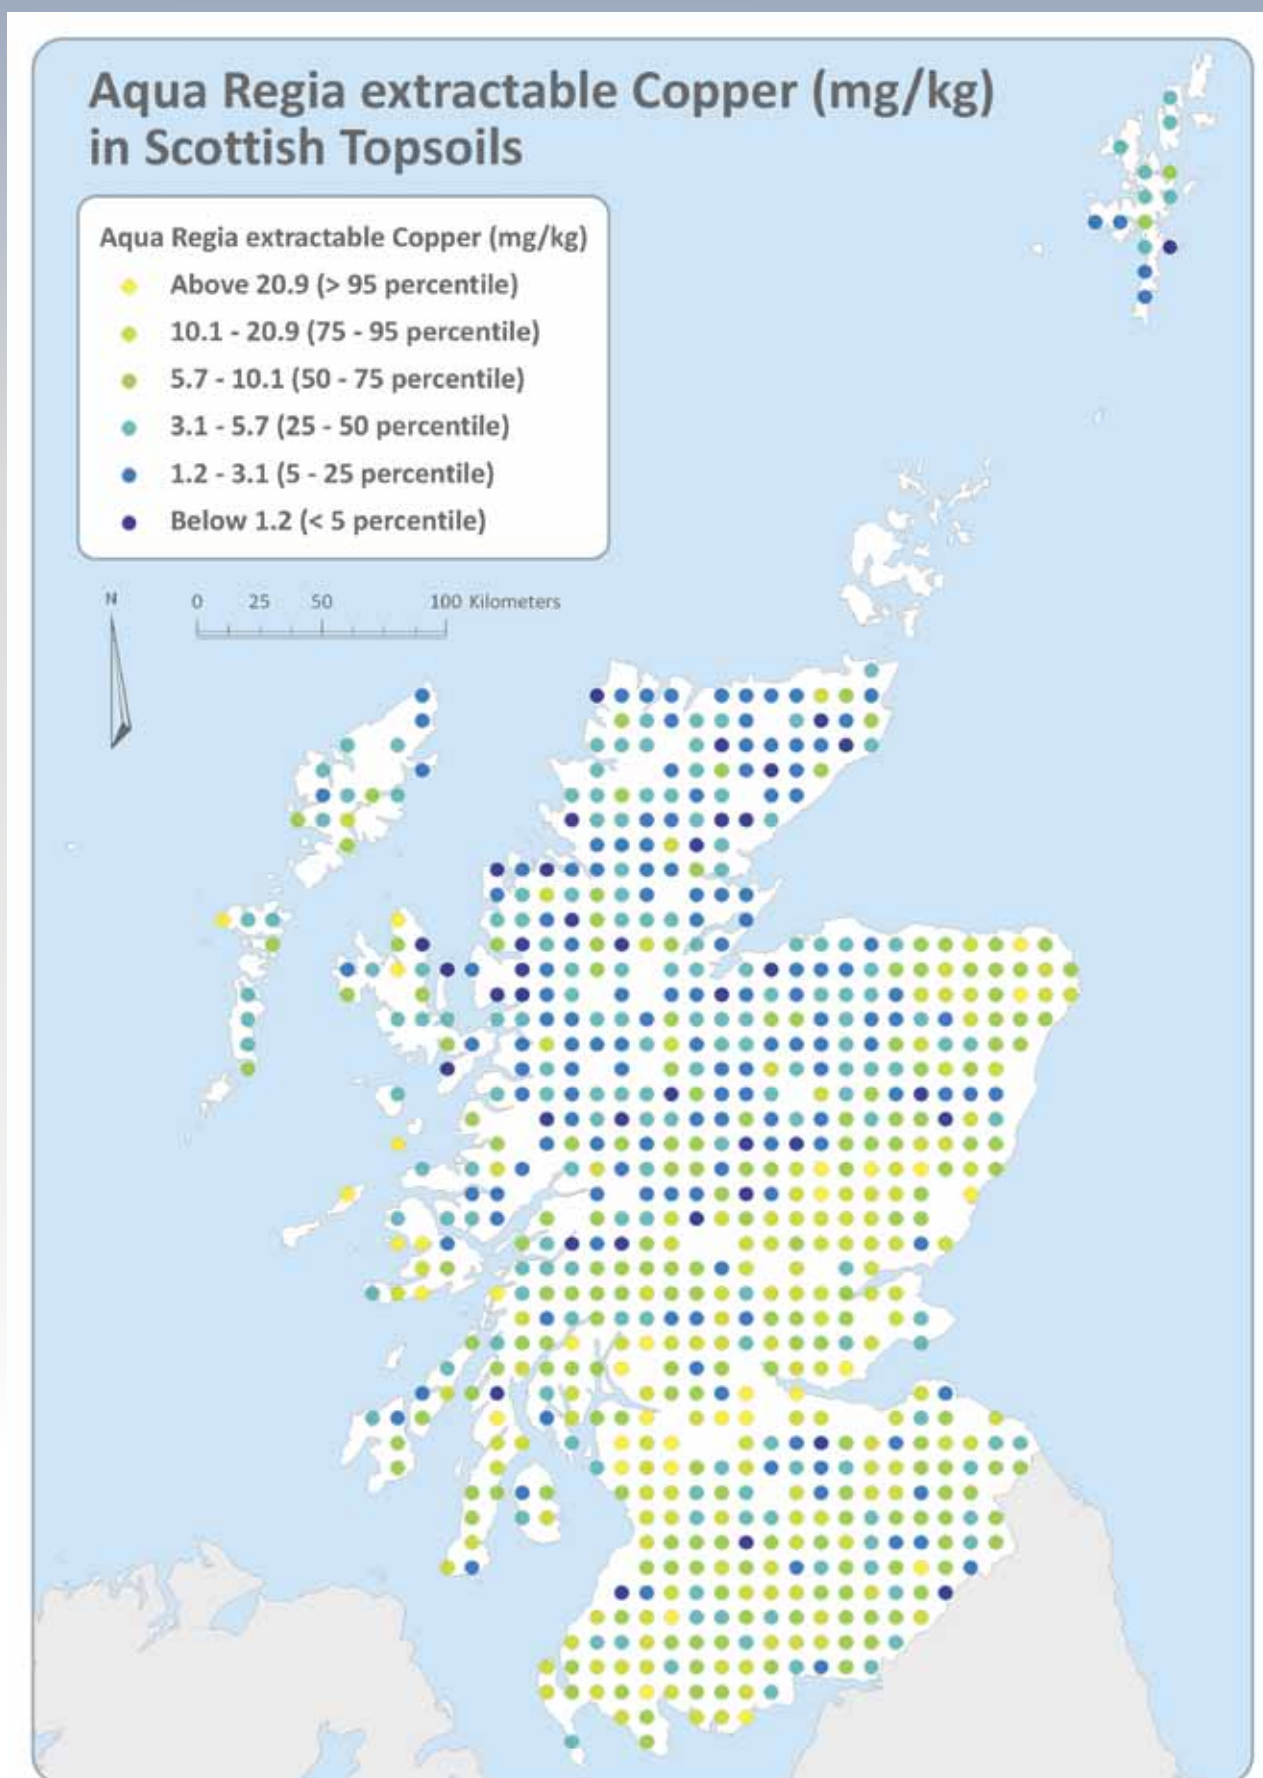 Aqua Regia extractable Copper (mg/kg)
in Scottish Topsoils
Aqua Regia extractable Copper (mg/kg)
Above 20.9 (> 95 percentile)
10.1 - 20.9 (75 - 95 percentile)
5.7 - 10.1 (50 - 75 percentile)
3.1 - 5.7 (25 - 50 percentile)
1.2 - 3.1 (5 - 25 percentile)
Below 1.2 (< 5 percentile)
N
0 25 50 100 Kilometers